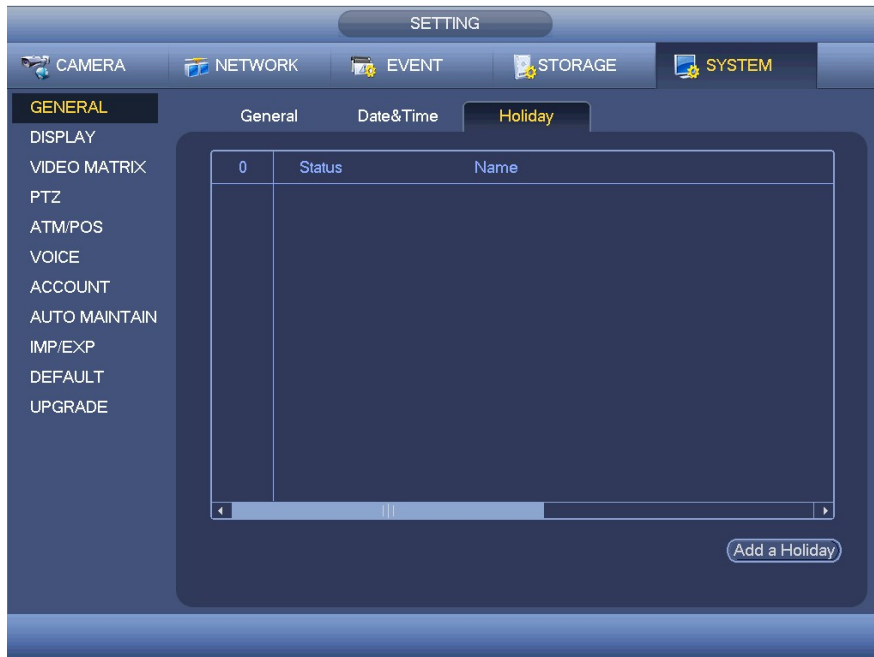 SETTING
CAMERA NETWORK EVENT STORAGE SYSTEM
GENERAL
DISPLAY
VIDEO MATRIX
PTZ
ATM/POS
VOICE
ACCOUNT
AUTO MAINTAIN
IMP/EXP
DEFAULT
UPGRADE
General Date&Time Holiday
0 Status Name
Add a Holiday